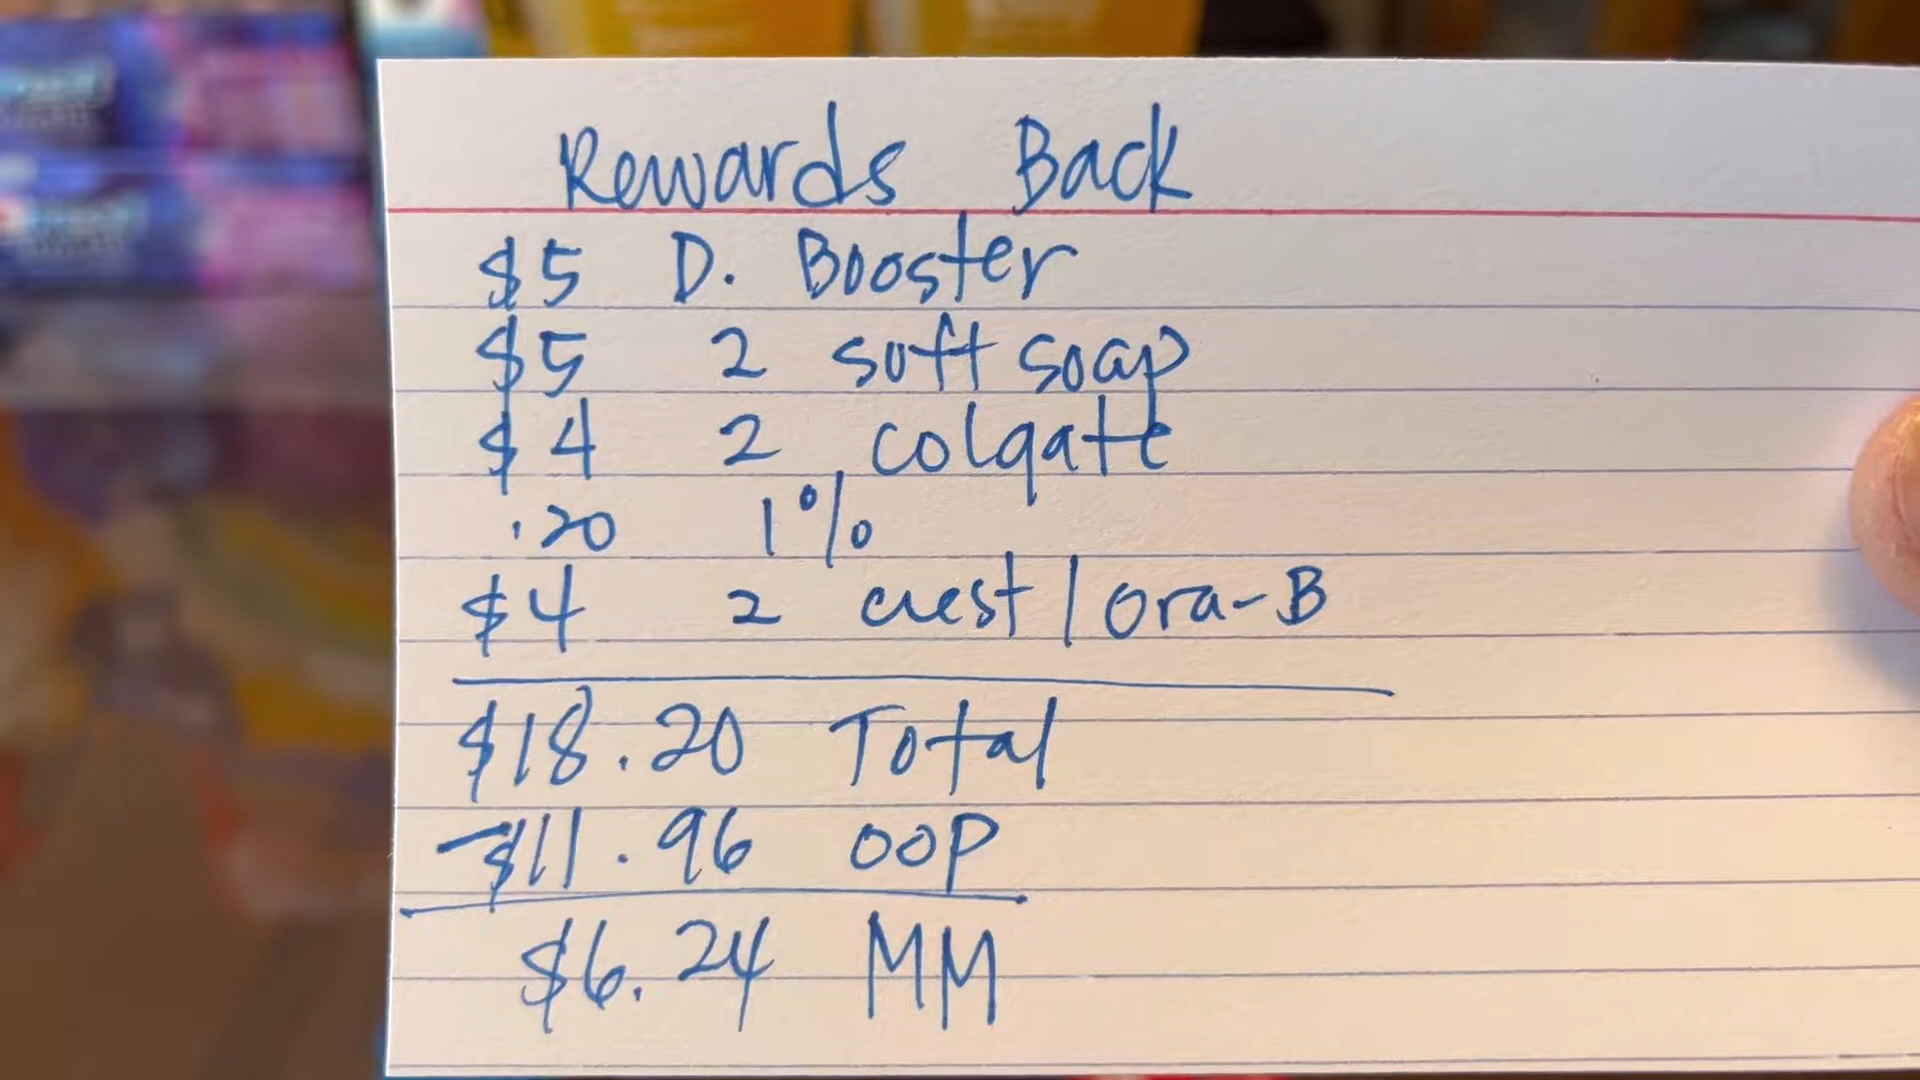 Rewards Back
$5 D. Booster
$5 2 soft soap
$4 2 colgate
.20 1%
$4 2 crest / ora-B
$18.20 Total
-$11.96 OOP
$6.24 MM